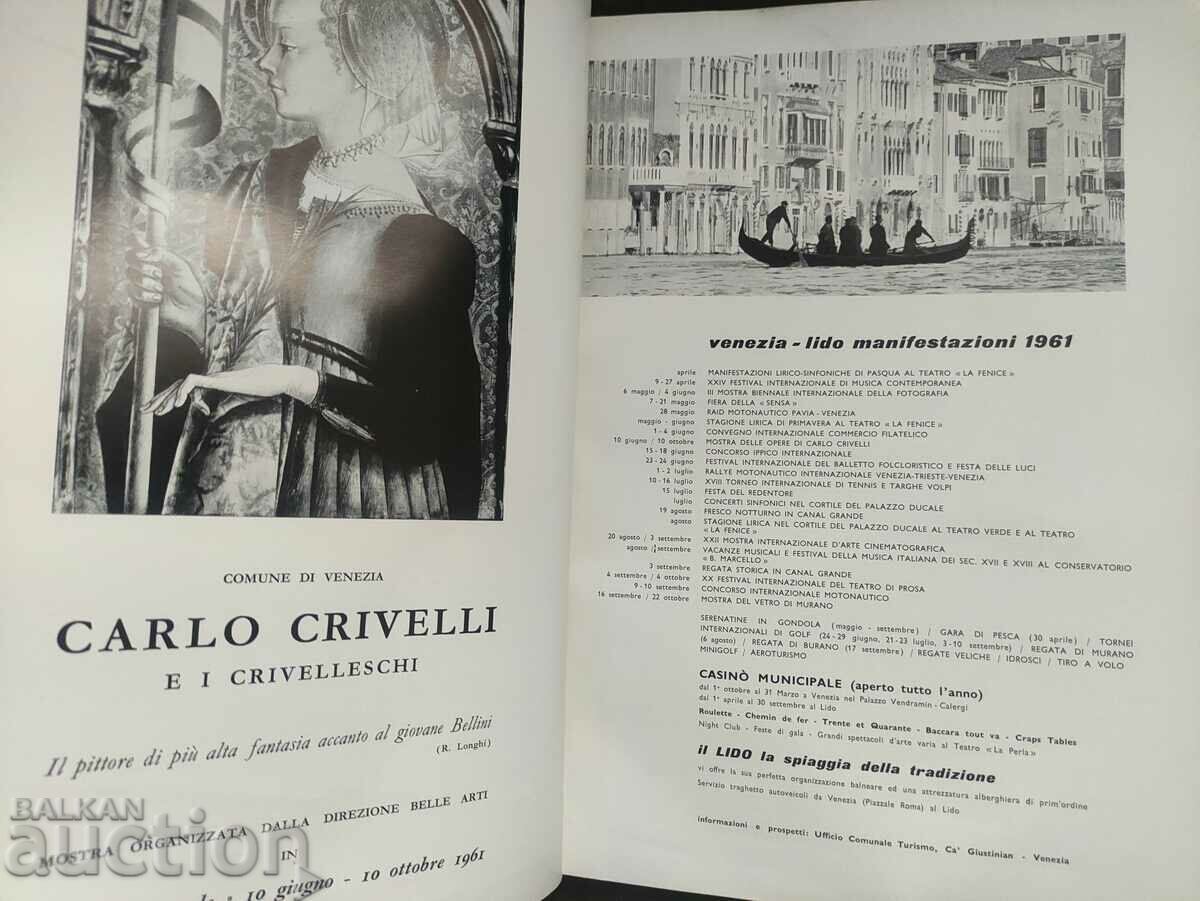 COMUNE DI VENEZIA
CARLO CRIVELLI
E I CRIVELLESCHI
Il pittore di più alta fantasia accanto al giovane Bellini
(R. Longhi)
MOSTRA ORGANIZZATA DALLA DIREZIONE BELLE ARTI
IN
10 giugno - 10 ottobre 1961
BALKAN
auction
venezia - lido manifestazioni 1961
aprile MANIFESTAZIONI LIRICO-SINFONICHE DI PASQUA AL TEATRO « LA FENICE »
9 - 27 aprile XXIV FESTIVAL INTERNAZIONALE DI MUSICA CONTEMPORANEA
6 maggio / 4 giugno III MOSTRA BIENNALE INTERNAZIONALE DELLA FOTOGRAFIA
7 - 21 maggio FIERA DELLA « SENSA »
28 maggio RAID MOTONAUTICO PAVIA - VENEZIA
maggio - giugno STAGIONE LIRICA DI PRIMAVERA AL TEATRO « LA FENICE »
1 - 4 giugno CONVEGNO INTERNAZIONALE COMMERCIO FILATELICO
10 giugno / 10 ottobre MOSTRA DELLE OPERE DI CARLO CRIVELLI
15 - 18 giugno CONCORSO IPPICO INTERNAZIONALE
23 - 24 giugno FESTIVAL INTERNAZIONALE DEL BALLETTO FOLCLORISTICO E FESTA DELLE LUCI
1 - 2 luglio RALLYE MOTONAUTICO INTERNAZIONALE VENEZIA-TRIESTE-VENEZIA
10 - 16 luglio XVIII TORNEO INTERNAZIONALE DI TENNIS E TARGHE VOLPI
15 luglio FESTA DEL REDENTORE
luglio CONCERTI SINFONICI NEL CORTILE DEL PALAZZO DUCALE
19 agosto FRESCO NOTTURNO IN CANAL GRANDE
agosto STAGIONE LIRICA NEL CORTILE DEL PALAZZO DUCALE AL TEATRO VERDE E AL TEATRO
« LA FENICE »
20 agosto / 3 settembre XXII MOSTRA INTERNAZIONALE D'ARTE CINEMATOGRAFICA
agosto / settembre VACANZE MUSICALI E FESTIVAL DELLA MUSICA ITALIANA DEI SEC. XVII E XVIII AL CONSERVATORIO
« B. MARCELLO »
3 settembre REGATA STORICA IN CANAL GRANDE
4 settembre / 4 ottobre XX FESTIVAL INTERNAZIONALE DEL TEATRO DI PROSA
9 - 10 settembre CONCORSO INTERNAZIONALE MOTONAUTICO
16 settembre / 22 ottobre MOSTRA DEL VETRO DI MURANO
SERENATINE IN GONDOLA (maggio - settembre) / GARA DI PESCA (30 aprile) / TORNEI
INTERNAZIONALI DI GOLF (24 - 29 giugno, 21-23 luglio, 3-10 settembre) / REGATA DI MURANO
(6 agosto) / REGATA DI BURANO (17 settembre) / REGATE VELICHE / IDROSCI / TIRO A VOLO
MINIGOLF / AEROTURISMO
CASINÒ MUNICIPALE (aperto tutto l'anno)
dal 1° ottobre al 31 Marzo a Venezia nel Palazzo Vendramin - Calergi
dal 1° aprile al 30 settembre al Lido
Roulette - Chemin de fer - Trente et Quarante - Baccara tout va - Craps Tables
Night Club - Feste di gala - Grandi spettacoli d'arte varia al Teatro « La Perla »
il LIDO la spiaggia della tradizione
vi offre la sua perfetta organizzazione balneare ed una attrezzatura alberghiera di prim'ordine
Servizio traghetto autoveicoli da Venezia (Piazzale Roma) al Lido
informazioni e prospetti: Ufficio Comunale Turismo, Ca' Giustinian - Venezia